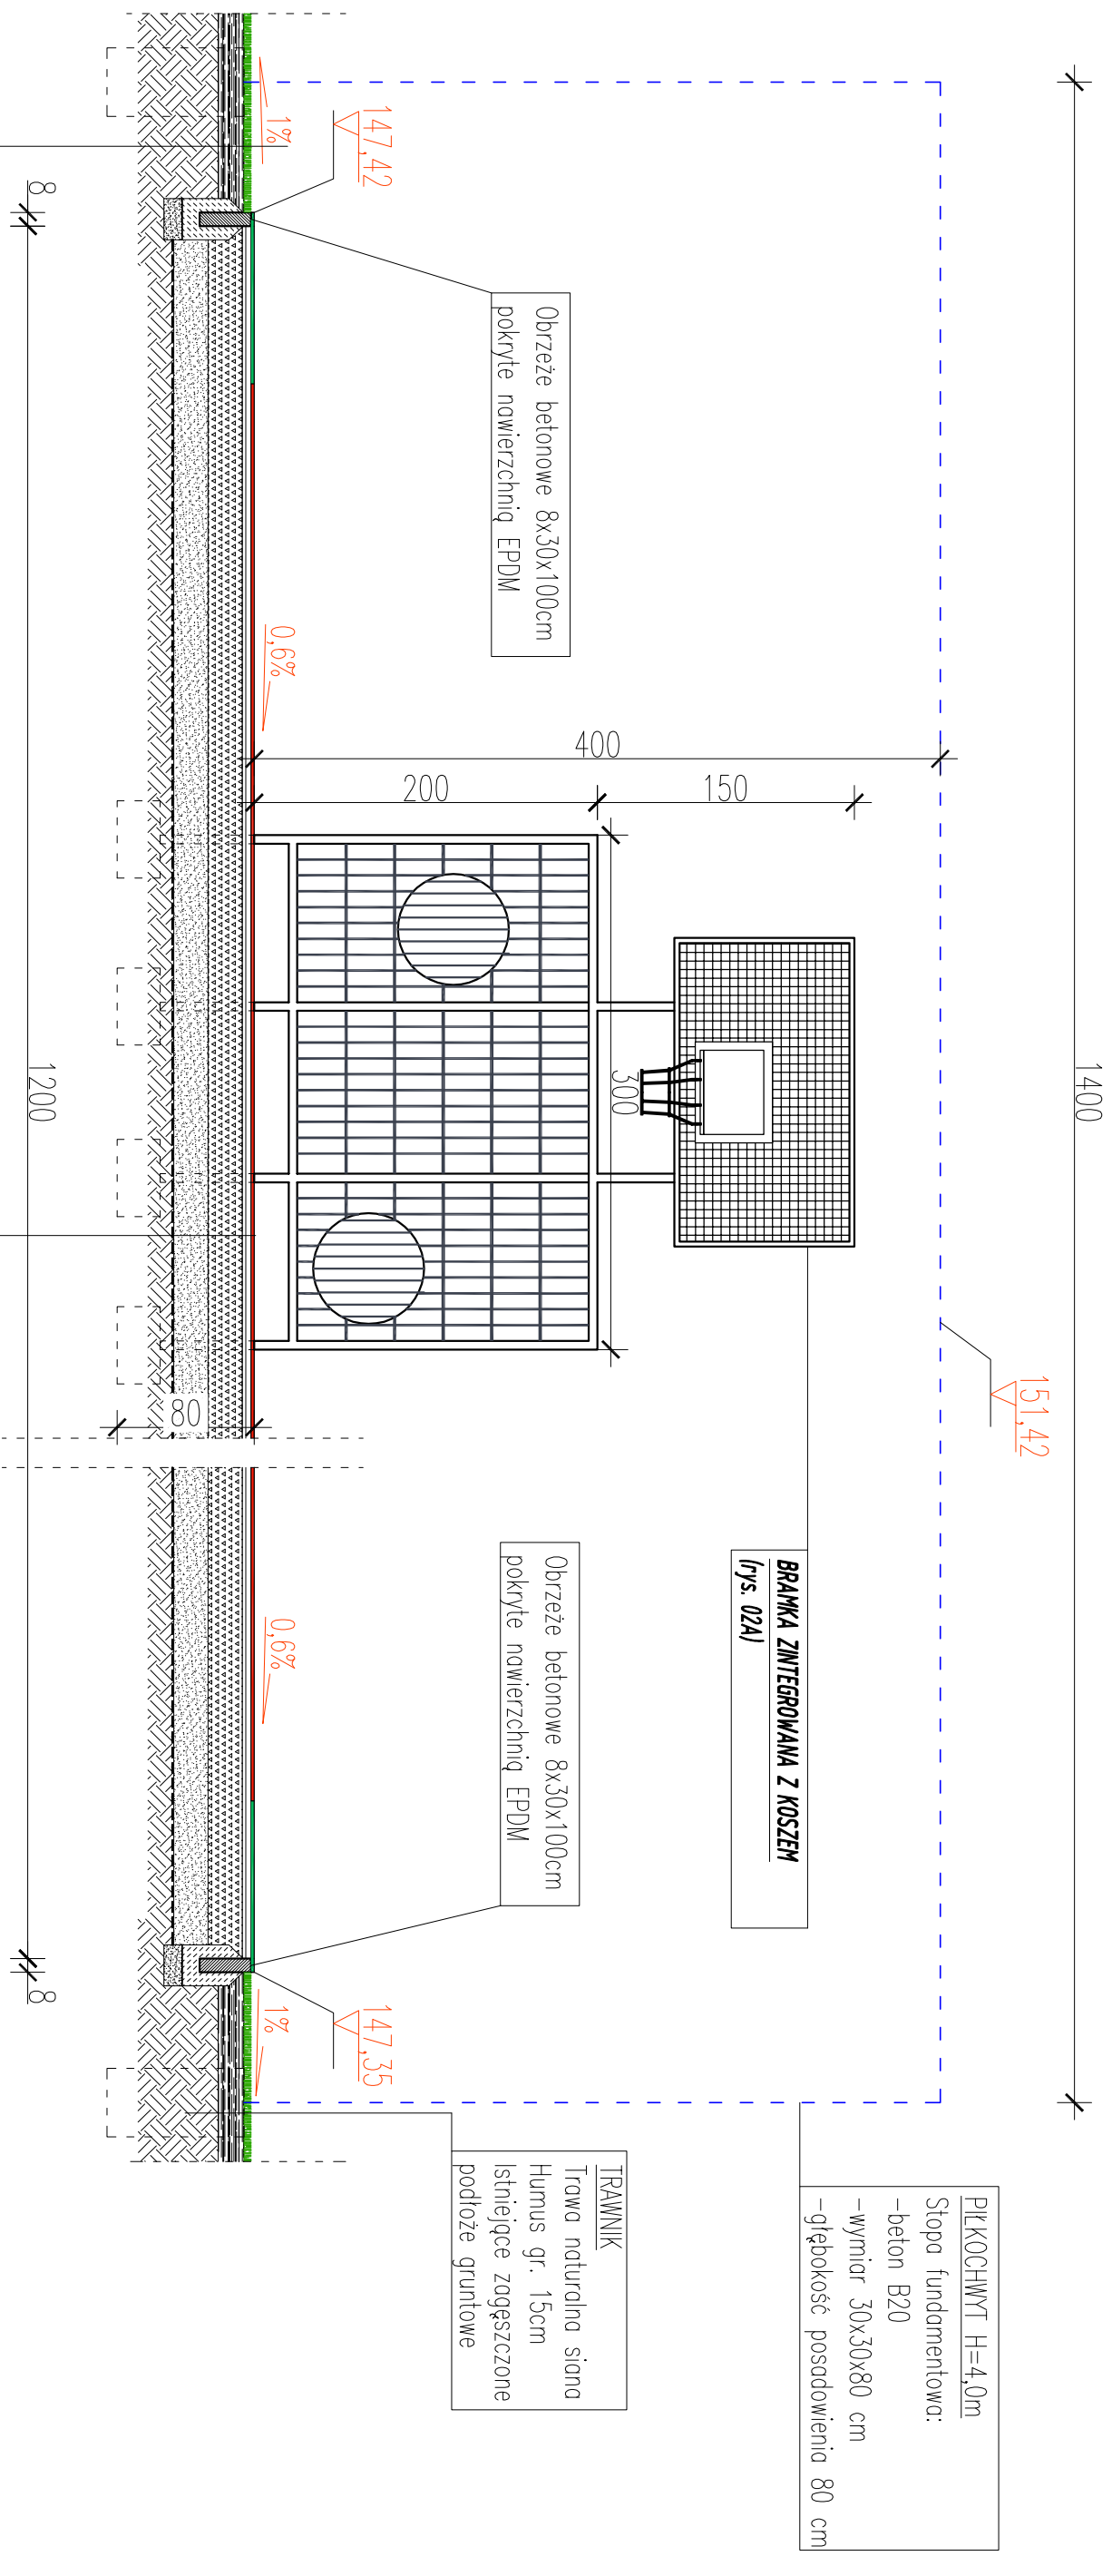 1400
151,42
PIŁKOCHWYT H=4,0m
Stopa fundamentowa:
-beton B20
-wymiar 30x30x80 cm
-głębokość posadowienia 80 cm
BRAMKA ZINTEGROWANA Z KOSZEM
(rys. 02A)
150
400
200
300
Obrzeże betonowe 8x30x100cm
pokryte nawierzchnią EPDM
Obrzeże betonowe 8x30x100cm
pokryte nawierzchnią EPDM
TRAWNIK
Trawa naturalna siana
Humus gr. 15cm
Istniejące zagęszczone
podłoże gruntowe
147,42
147,35
1%
0,6%
0,6%
1%
80
8
1200
8